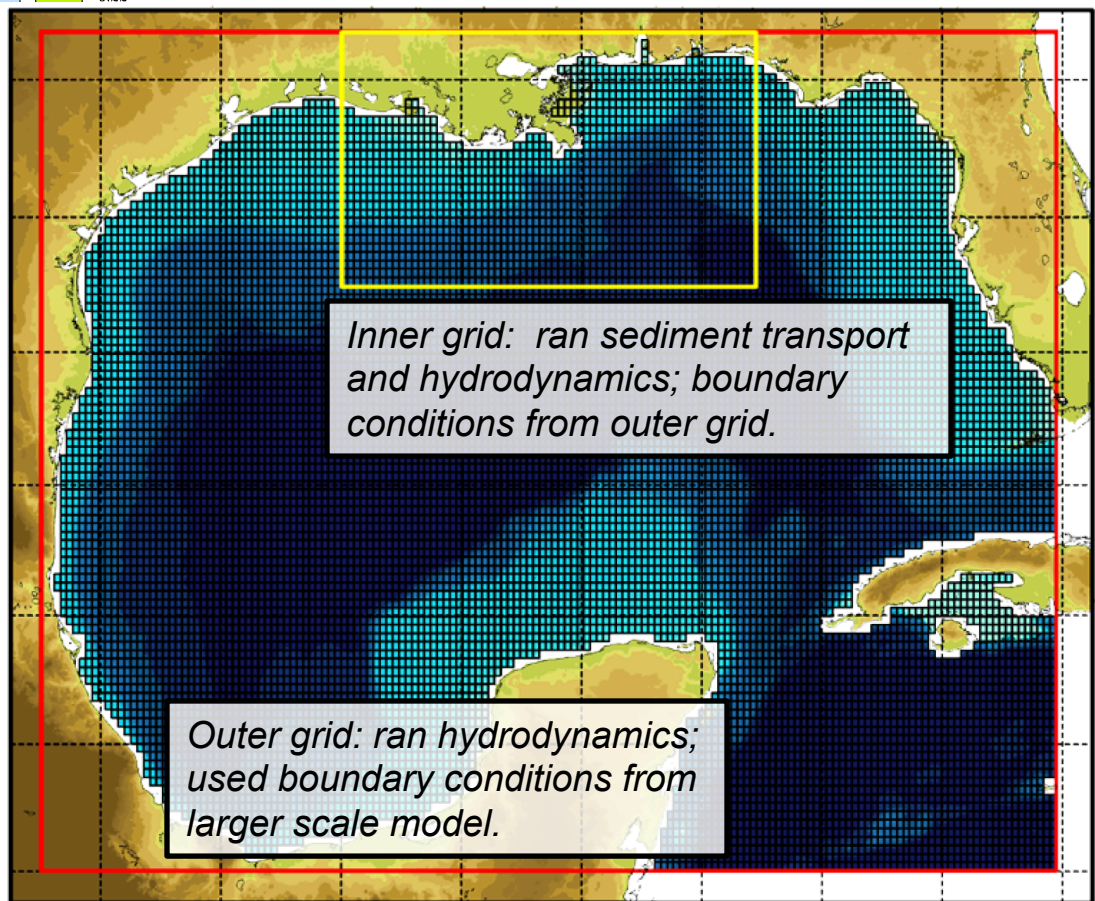 Inner grid: ran sediment transport
and hydrodynamics; boundary
conditions from outer grid.
Outer grid: ran hydrodynamics;
used boundary conditions from
larger scale model.